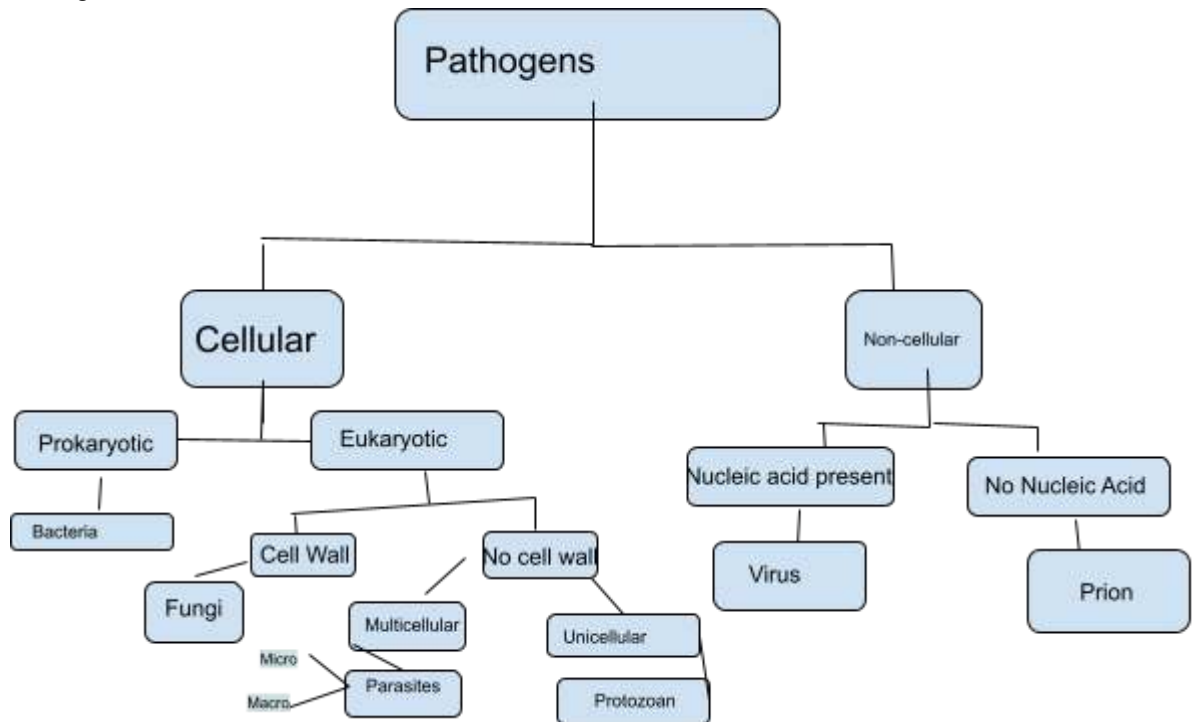 Pathogens
Cellular
Non-cellular
Prokaryotic
Eukaryotic
Nucleic acid present
No Nucleic Acid
Bacteria
Cell Wall
No cell wall
Virus
Prion
Fungi
Multicellular
Unicellular
Micro
Macro
Parasites
Protozoan